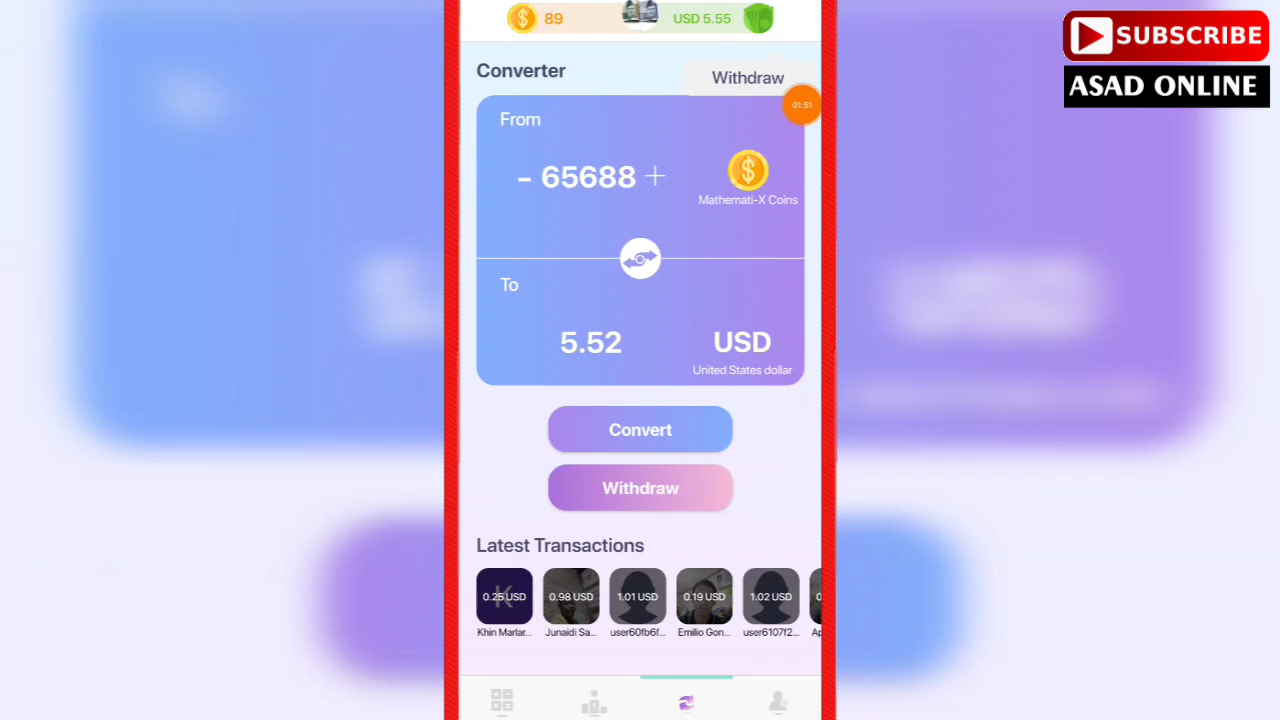 89
USD 5.55
SUBSCRIBE
ASAD ONLINE
Converter
Withdraw
01:51
From
- 65688 +
Mathemati-X Coins
To
5.52
USD
United States dollar
Convert
Withdraw
Latest Transactions
0.25 USD
0.98 USD
1.01 USD
0.19 USD
1.02 USD
Khin Marlar...
Junaidi Sa...
user60fb6f...
Emilio Gon...
user6107f2...